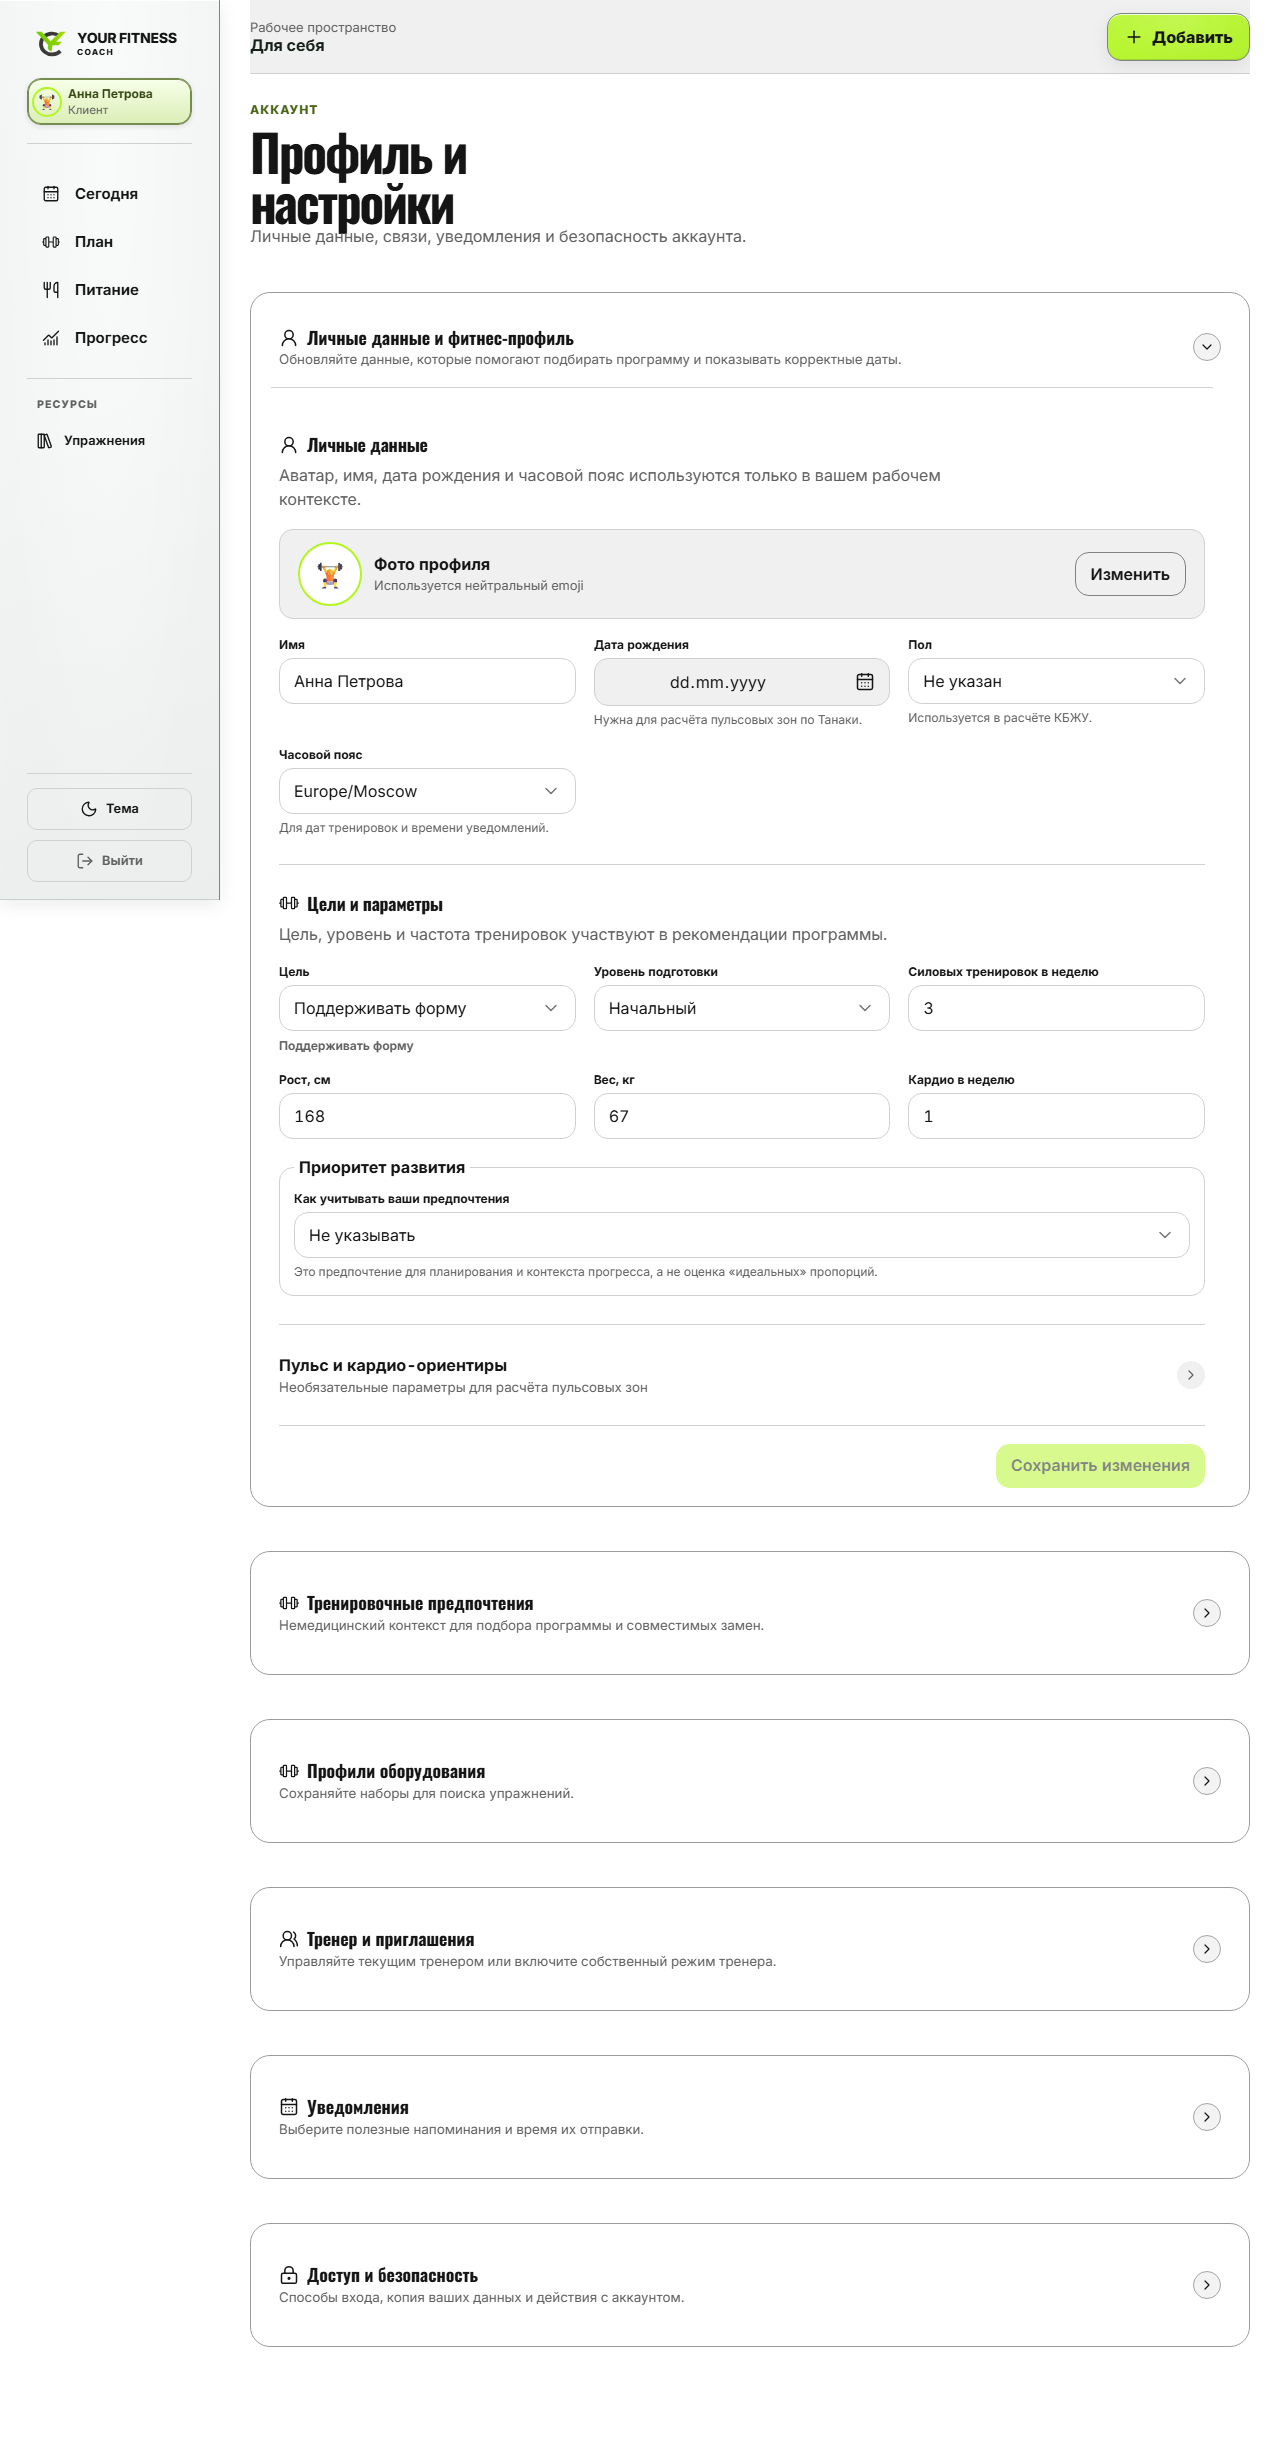 YOUR FITNESS
COACH
Анна Петрова
Клиент
Сегодня
План
Питание
Прогресс
РЕСУРСЫ
Упражнения
Тема
Выйти
Рабочее пространство
Для себя
Добавить
АККАУНТ
Профиль и
настройки
Личные данные, связи, уведомления и безопасность аккаунта.
Личные данные и фитнес-профиль
Обновляйте данные, которые помогают подбирать программу и показывать корректные даты.
Личные данные
Аватар, имя, дата рождения и часовой пояс используются только в вашем рабочем
контексте.
Фото профиля
Используется нейтральный emoji
Изменить
Имя
Анна Петрова
Дата рождения
dd.mm.yyyy
Нужна для расчёта пульсовых зон по Танаки.
Пол
Не указан
Используется в расчёте КБЖУ.
Часовой пояс
Europe/Moscow
Для дат тренировок и времени уведомлений.
Цели и параметры
Цель, уровень и частота тренировок участвуют в рекомендации программы.
Цель
Поддерживать форму
Поддерживать форму
Уровень подготовки
Начальный
Силовых тренировок в неделю
3
Рост, см
168
Вес, кг
67
Кардио в неделю
1
Приоритет развития
Как учитывать ваши предпочтения
Не указывать
Это предпочтение для планирования и контекста прогресса, а не оценка «идеальных» пропорций.
Пульс и кардио-ориентиры
Необязательные параметры для расчёта пульсовых зон
Сохранить изменения
Тренировочные предпочтения
Немедицинский контекст для подбора программы и совместимых замен.
Профили оборудования
Сохраняйте наборы для поиска упражнений.
Тренер и приглашения
Управляйте текущим тренером или включите собственный режим тренера.
Уведомления
Выберите полезные напоминания и время их отправки.
Доступ и безопасность
Способы входа, копия ваших данных и действия с аккаунтом.